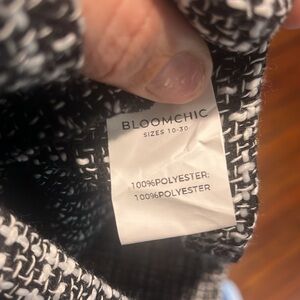 BLOOMCHIC
SIZES 10-30
100%POLYESTER;
100%POLYESTER